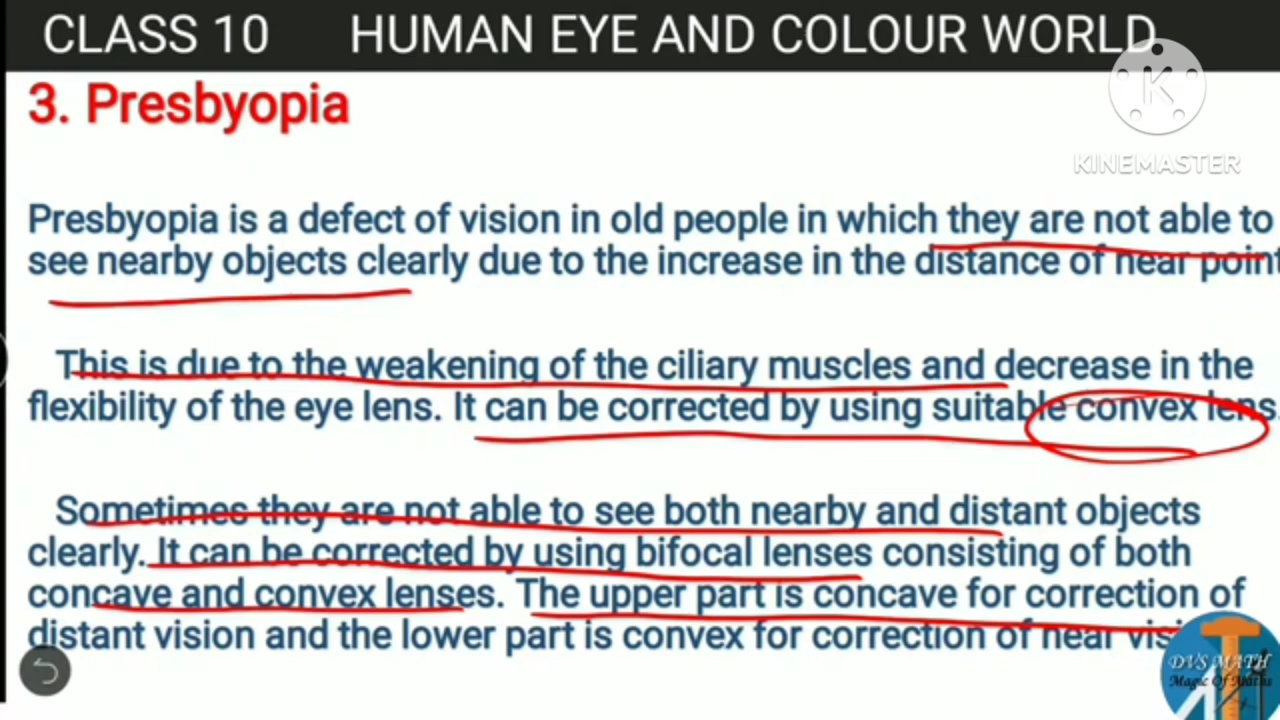 CLASS 10 HUMAN EYE AND COLOUR WORLD
K
KINEMASTER
3. Presbyopia
Presbyopia is a defect of vision in old people in which they are not able to
see nearby objects clearly due to the increase in the distance of near point
This is due to the weakening of the ciliary muscles and decrease in the
flexibility of the eye lens. It can be corrected by using suitable convex lens.
Sometimes they are not able to see both nearby and distant objects
clearly. It can be corrected by using bifocal lenses consisting of both
concave and convex lenses. The upper part is concave for correction of
distant vision and the lower part is convex for correction of near visi
DVS MATH
Magic Of Maths